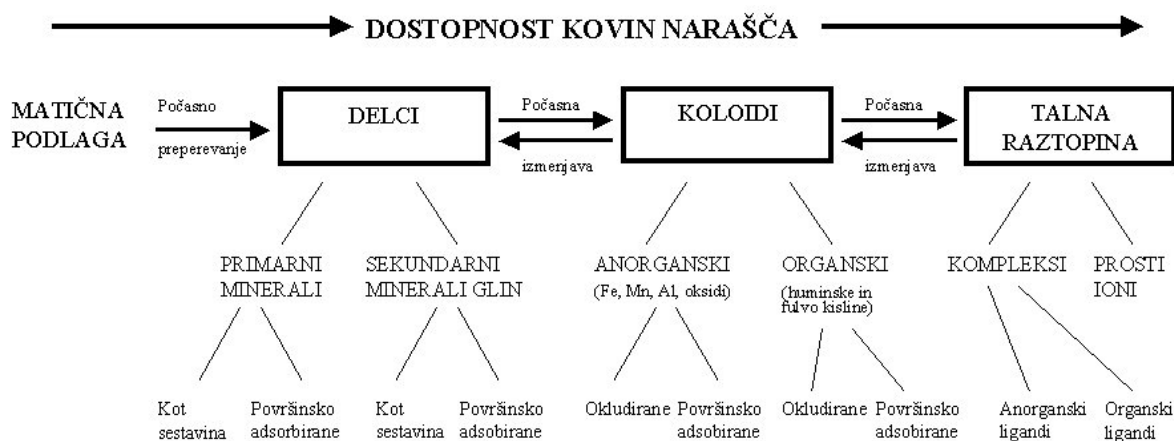 DOSTOPNOST KOVIN NARAŠČA
MATIČNA
PODLAGA
Počasno
preperevanje
DELCI
Počasna
izmenjava
KOLOIDI
Počasna
izmenjava
TALNA
RAZTOPINA
PRIMARNI
MINERALI
SEKUNDARNI
MINERALI GLIN
ANORGANSKI
(Fe, Mn, Al, oksidi)
ORGANSKI
(huminske in
fulvo kisline)
KOMPLEKSI
PROSTI
IONI
Kot
sestavina
Površinsko
adsorbirane
Kot
sestavina
Površinsko
adsobirane
Okludirane
Površinsko
adsobirane
Okludirane
Površinsko
adsobirane
Anorganski
ligandi
Organski
ligandi